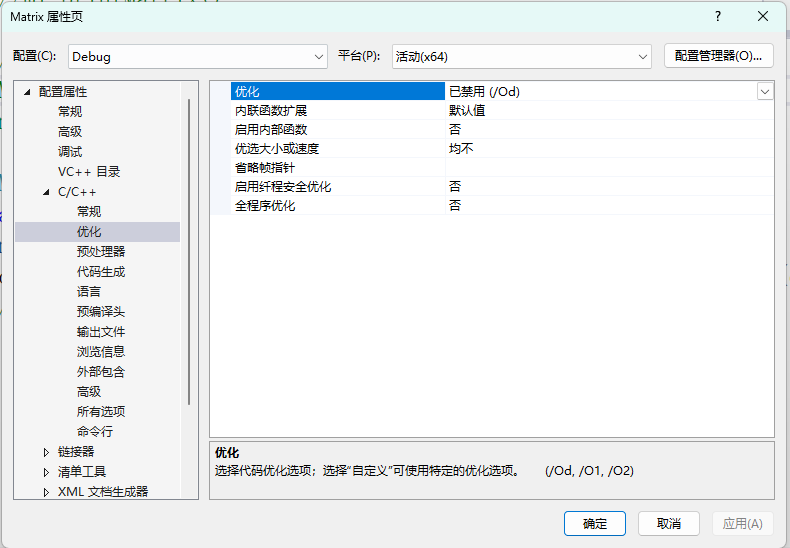 Matrix 属性页
?
配置(C):
Debug
平台(P):
活动(x64)
配置管理器(O)...
配置属性
常规
高级
调试
VC++ 目录
C/C++
常规
优化
预处理器
代码生成
语言
预编译头
输出文件
浏览信息
外部包含
高级
所有选项
命令行
链接器
清单工具
XML 文档生成器
优化 已禁用 (/Od)
内联函数扩展 默认值
启用内部函数 否
优选大小或速度 均不
省略帧指针
启用纤程安全优化 否
全程序优化 否
优化
选择代码优化选项；选择“自定义”可使用特定的优化选项。 (/Od, /O1, /O2)
确定
取消
应用(A)